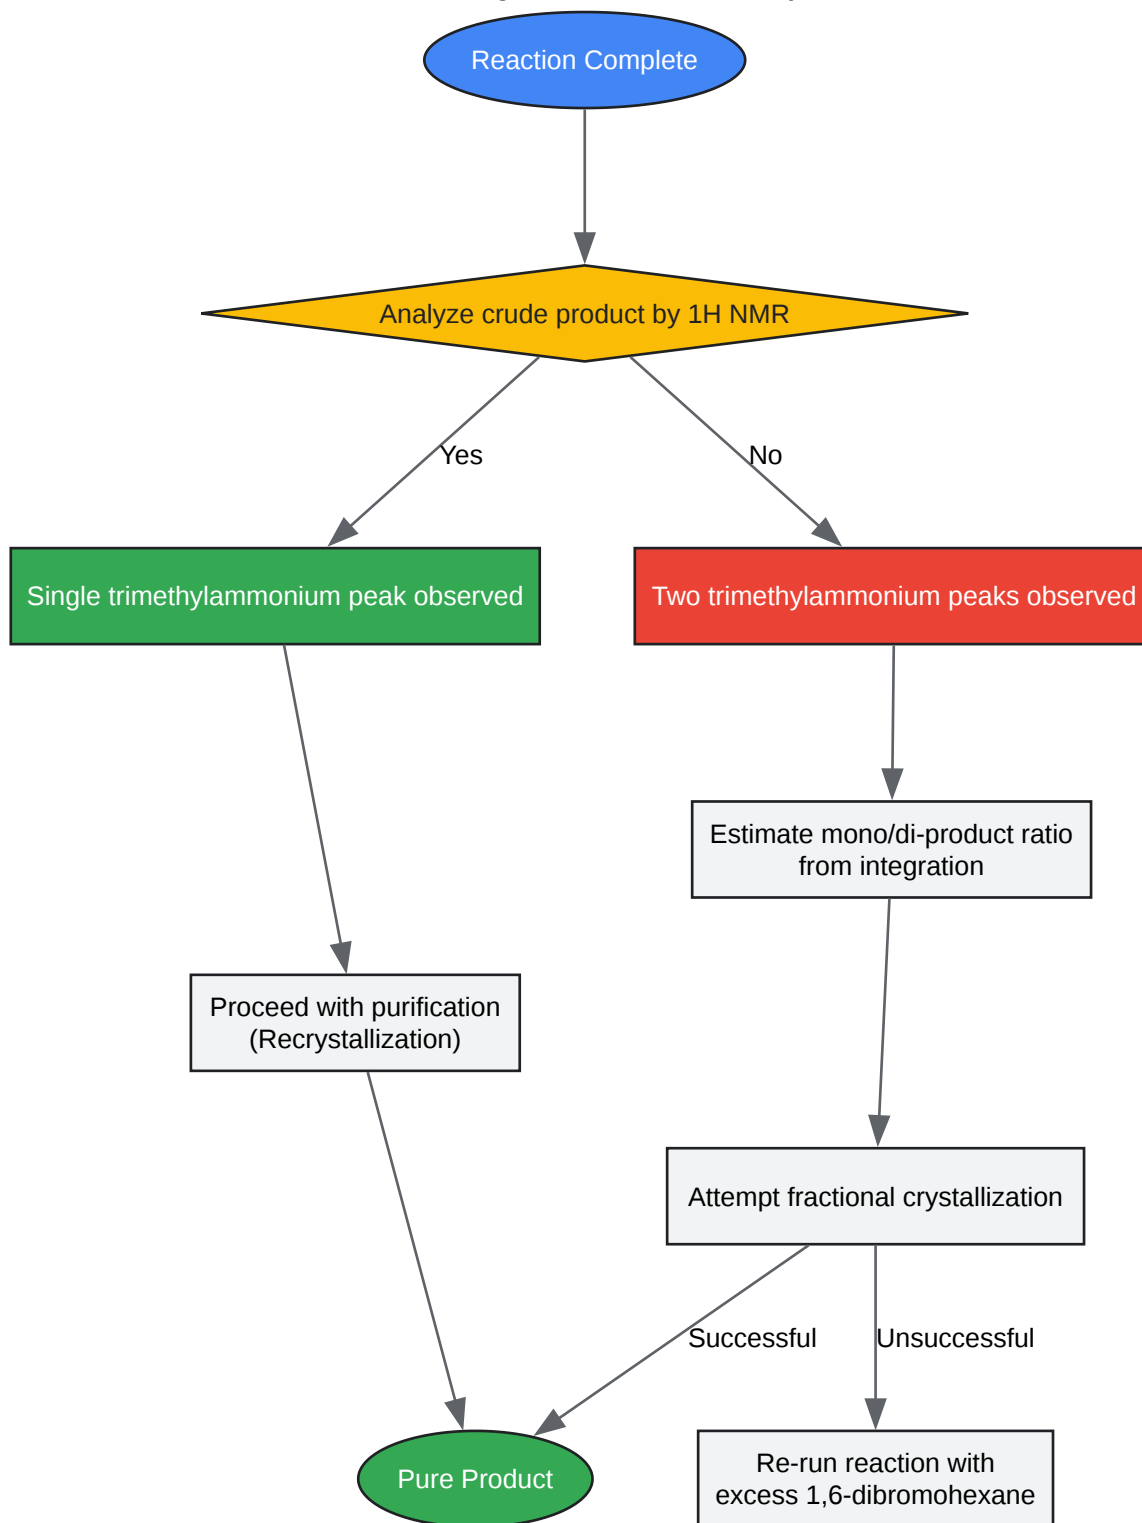 Reaction Complete
Analyze crude product by 1H NMR
Yes
No
Single trimethylammonium peak observed
Two trimethylammonium peaks observed
Estimate mono/di-product ratio
from integration
Proceed with purification
(Recrystallization)
Attempt fractional crystallization
Successful
Unsuccessful
Pure Product
Re-run reaction with
excess 1,6-dibromohexane